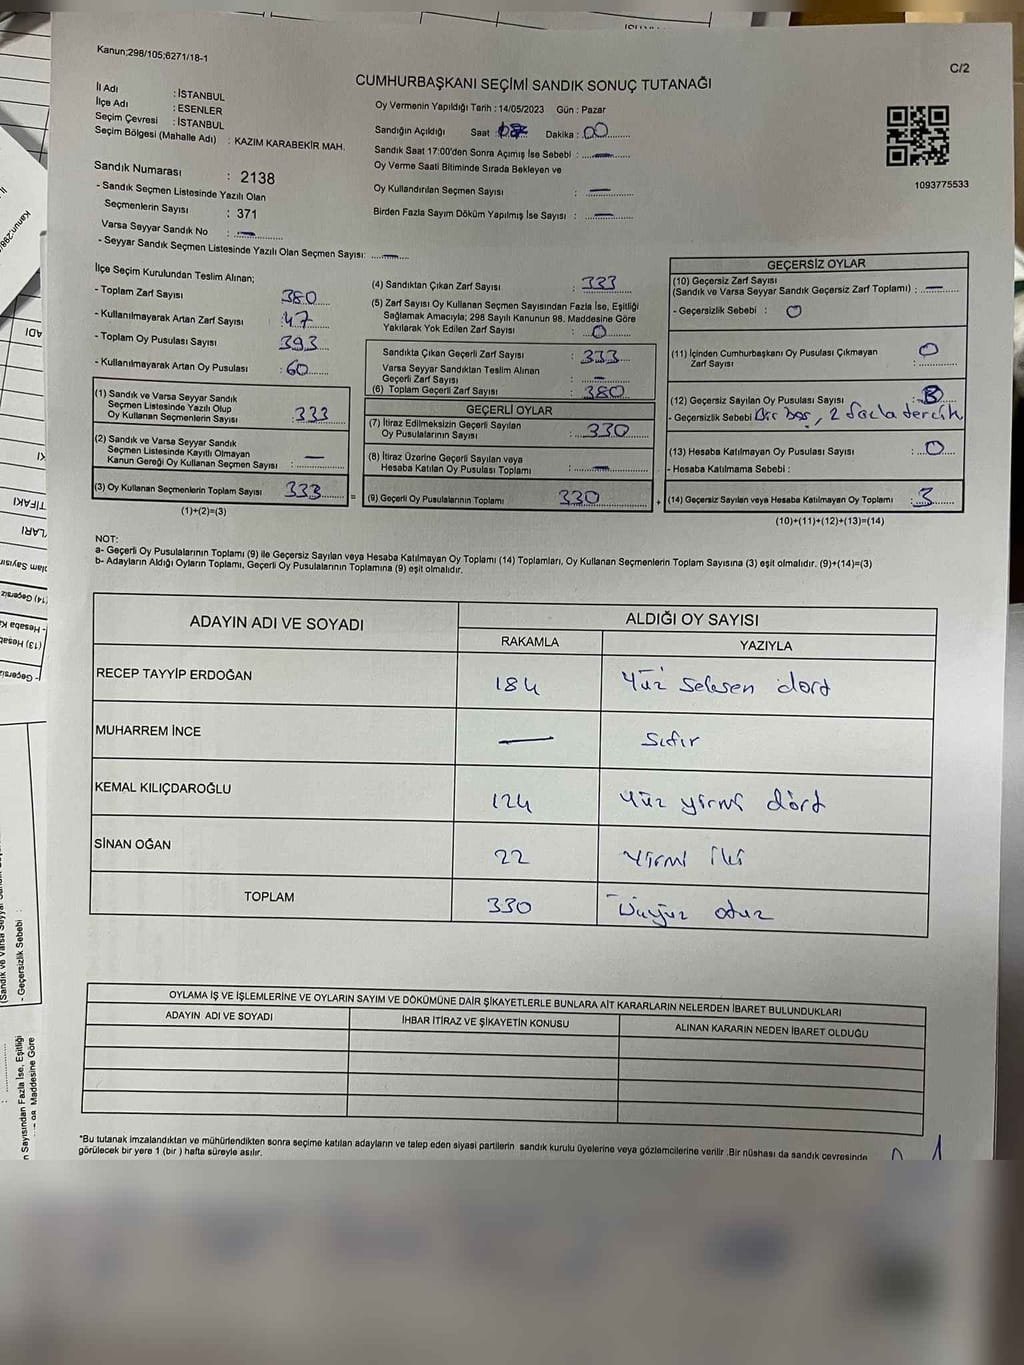 Kanun;298/105;6271/18-1
C/2
CUMHURBAŞKANI SEÇİMİ SANDIK SONUÇ TUTANAĞI
İl Adı : İSTANBUL
İlçe Adı : ESENLER
Seçim Çevresi : İSTANBUL
Seçim Bölgesi (Mahalle Adı) : KAZIM KARABEKİR MAH.
Sandık Numarası : 2138
- Sandık Seçmen Listesinde Yazılı Olan
Seçmenlerin Sayısı : 371
Varsa Seyyar Sandık No : —
- Seyyar Sandık Seçmen Listesinde Yazılı Olan Seçmen Sayısı: —
Oy Vermenin Yapıldığı Tarih : 14/05/2023 Gün : Pazar
Sandığın Açıldığı Saat : Dakika : 00
Sandık Saat 17:00'den Sonra Açımış İse Sebebi : —
Oy Verme Saati Bitiminde Sırada Bekleyen ve
Oy Kullandırılan Seçmen Sayısı : —
Birden Fazla Sayım Döküm Yapılmış İse Sayısı : —
1093775533
İlçe Seçim Kurulundan Teslim Alınan;
- Toplam Zarf Sayısı : 380
- Kullanılmayarak Artan Zarf Sayısı : 47
- Toplam Oy Pusulası Sayısı : 393
- Kullanılmayarak Artan Oy Pusulası : 60
(1) Sandık ve Varsa Seyyar Sandık
Seçmen Listesinde Yazılı Olup
Oy Kullanan Seçmenlerin Sayısı : 333
(2) Sandık ve Varsa Seyyar Sandık
Seçmen Listesinde Kayıtlı Olmayan
Kanun Gereği Oy Kullanan Seçmen Sayısı : —
(3) Oy Kullanan Seçmenlerin Toplam Sayısı 333
(1)+(2)=(3)
(4) Sandıktan Çıkan Zarf Sayısı : 333
(5) Zarf Sayısı Oy Kullanan Seçmen Sayısından Fazla İse, Eşitliği
Sağlamak Amacıyla; 298 Sayılı Kanunun 98. Maddesine Göre
Yakılarak Yok Edilen Zarf Sayısı : 0
Sandıkta Çıkan Geçerli Zarf Sayısı : 333
Varsa Seyyar Sandıktan Teslim Alınan
Geçerli Zarf Sayısı : —
(6) Toplam Geçerli Zarf Sayısı : 380
GEÇERLİ OYLAR
(7) İtiraz Edilmeksizin Geçerli Sayılan
Oy Pusulalarının Sayısı : 330
(8) İtiraz Üzerine Geçerli Sayılan veya
Hesaba Katılan Oy Pusulası Toplamı : —
= (9) Geçerli Oy Pusulalarının Toplamı 330
GEÇERSİZ OYLAR
(10) Geçersiz Zarf Sayısı
(Sandık ve Varsa Seyyar Sandık Geçersiz Zarf Toplamı) : —
- Geçersizlik Sebebi : 0
(11) İçinden Cumhurbaşkanı Oy Pusulası Çıkmayan
Zarf Sayısı : 0
(12) Geçersiz Sayılan Oy Pusulası Sayısı : 3
- Geçersizlik Sebebi Bir boş, 2 fazla tercih
(13) Hesaba Katılmayan Oy Pusulası Sayısı : 0
- Hesaba Katılmama Sebebi :
+ (14) Geçersiz Sayılan veya Hesaba Katılmayan Oy Toplamı : 3
(10)+(11)+(12)+(13)=(14)
NOT:
a- Geçerli Oy Pusulalarının Toplamı (9) ile Geçersiz Sayılan veya Hesaba Katılmayan Oy Toplamı (14) Toplamları, Oy Kullanan Seçmenlerin Toplam Sayısına (3) eşit olmalıdır. (9)+(14)=(3)
b- Adayların Aldığı Oyların Toplamı, Geçerli Oy Pusulalarının Toplamına (9) eşit olmalıdır.
ADAYIN ADI VE SOYADI
ALDIĞI OY SAYISI
RAKAMLA YAZIYLA
RECEP TAYYİP ERDOĞAN 184 Yüz seksen dört
MUHARREM İNCE — Sıfır
KEMAL KILIÇDAROĞLU 124 Yüz yirmi dört
SİNAN OĞAN 22 Yirmi iki
TOPLAM 330 Üçyüz otuz
OYLAMA İŞ VE İŞLEMLERİNE VE OYLARIN SAYIM VE DÖKÜMÜNE DAİR ŞİKAYETLERLE BUNLARA AİT KARARLARIN NELERDEN İBARET BULUNDUKLARI
ADAYIN ADI VE SOYADI İHBAR İTİRAZ VE ŞİKAYETİN KONUSU ALINAN KARARIN NEDEN İBARET OLDUĞU
*Bu tutanak imzalandıktan ve mühürlendikten sonra seçime katılan adayların ve talep eden siyasi partilerin sandık kurulu üyelerine veya gözlemcilerine verilir .Bir nüshası da sandık çevresinde
görülecek bir yere 1 (bir ) hafta süreyle asılır.